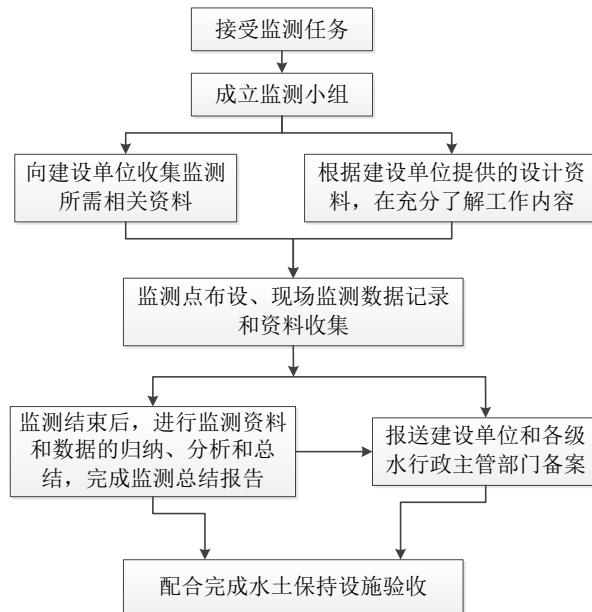 接受监测任务
成立监测小组
向建设单位收集监测
所需相关资料
根据建设单位提供的设计资
料，在充分了解工作内容
监测点布设、现场监测数据记录
和资料收集
监测结束后，进行监测资料
和数据的归纳、分析和总
结，完成监测总结报告
报送建设单位和各级
水行政主管部门备案
配合完成水土保持设施验收